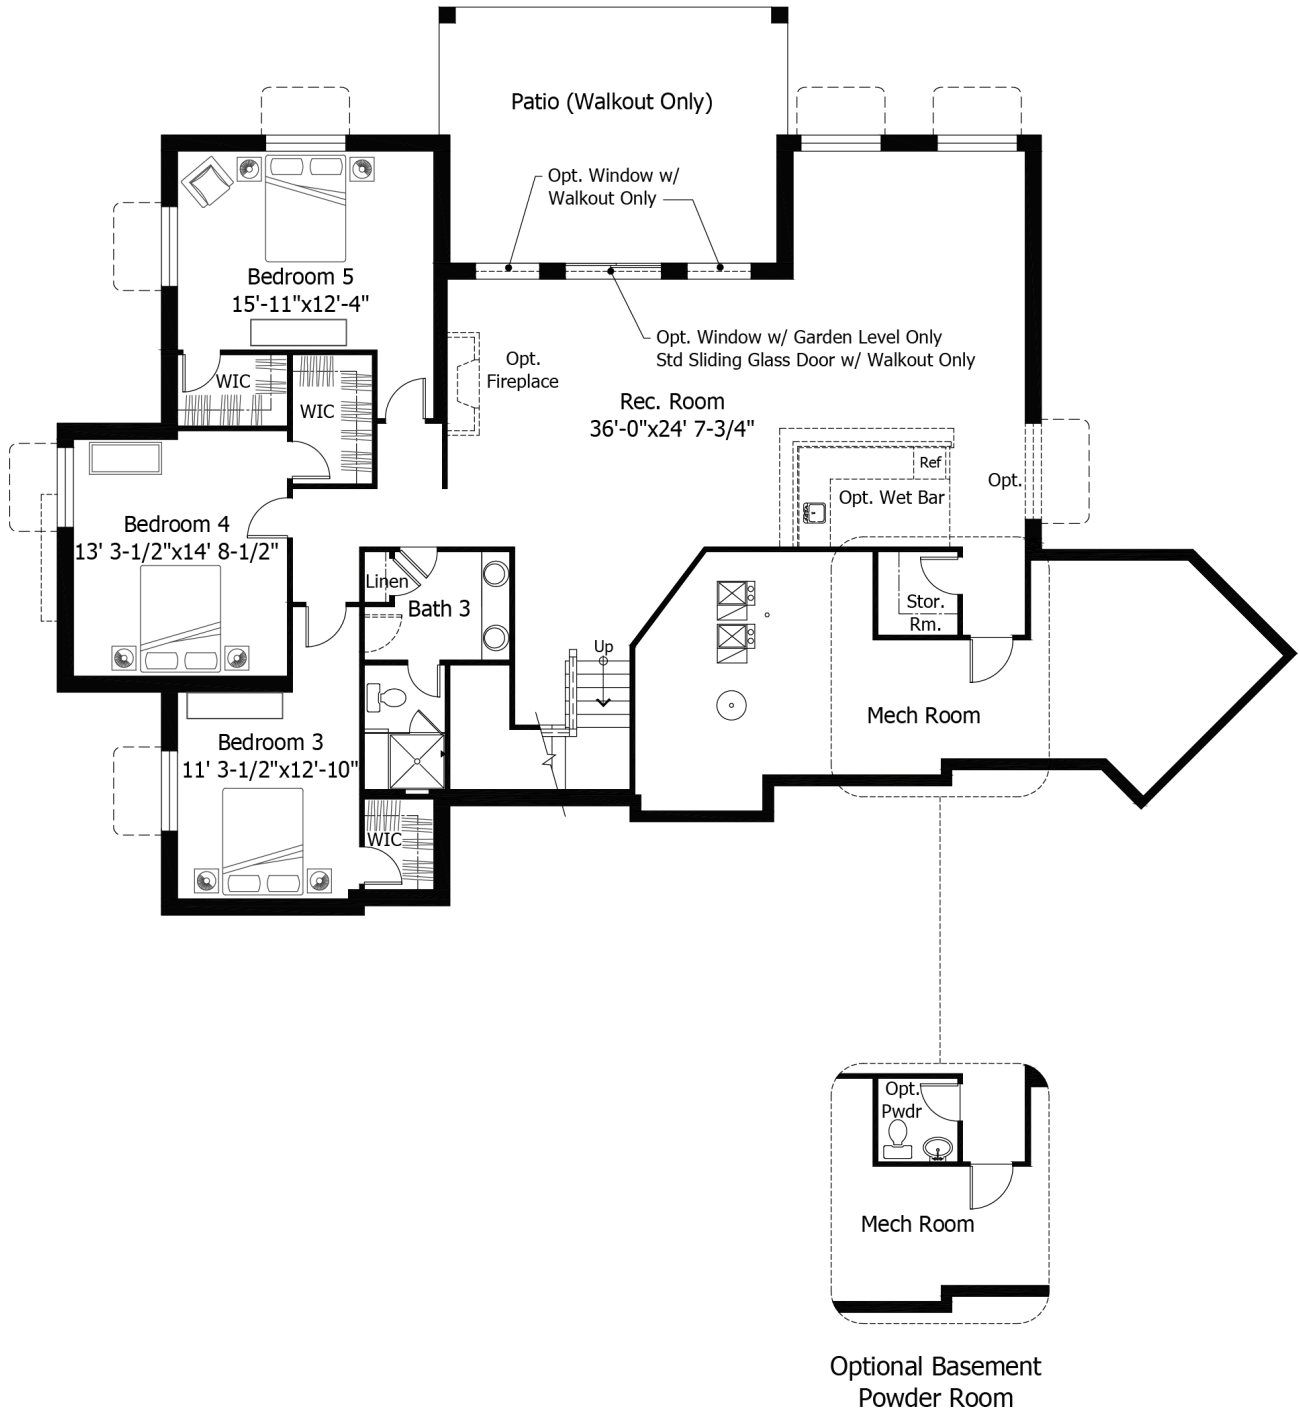 Patio (Walkout Only)
Opt. Window w/
Walkout Only
Bedroom 5
15'-11"x12'-4"
Opt. Window w/ Garden Level Only
Std Sliding Glass Door w/ Walkout Only
Opt.
Fireplace
WIC
WIC
Rec. Room
36'-0"x24' 7-3/4"
Ref
Opt. Wet Bar
Opt.
Bedroom 4
13' 3-1/2"x14' 8-1/2"
Linen
Bath 3
Stor.
Rm.
Up
Mech Room
Bedroom 3
11' 3-1/2"x12'-10"
WIC
Opt.
Pwdr
Mech Room
Optional Basement
Powder Room